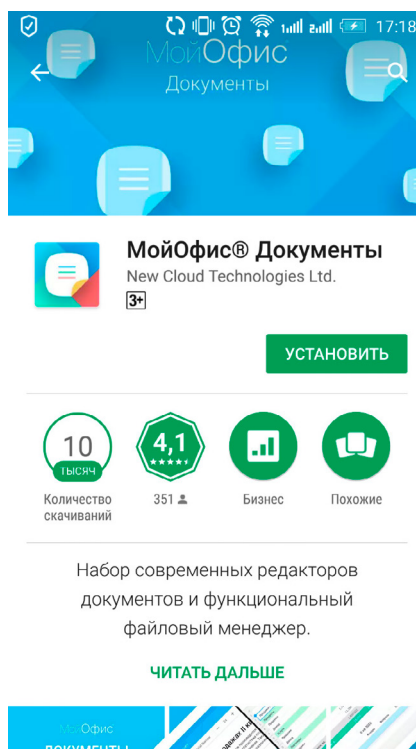 17:18
МойОфис
Документы
МойОфис® Документы
New Cloud Technologies Ltd.
3+
УСТАНОВИТЬ
10
ТЫСЯЧ
4,1
Количество
скачиваний
351
Бизнес
Похожие
Набор современных редакторов
документов и функциональный
файловый менеджер.
ЧИТАТЬ ДАЛЬШЕ
МойОфис
ДОКУМЕНТЫ